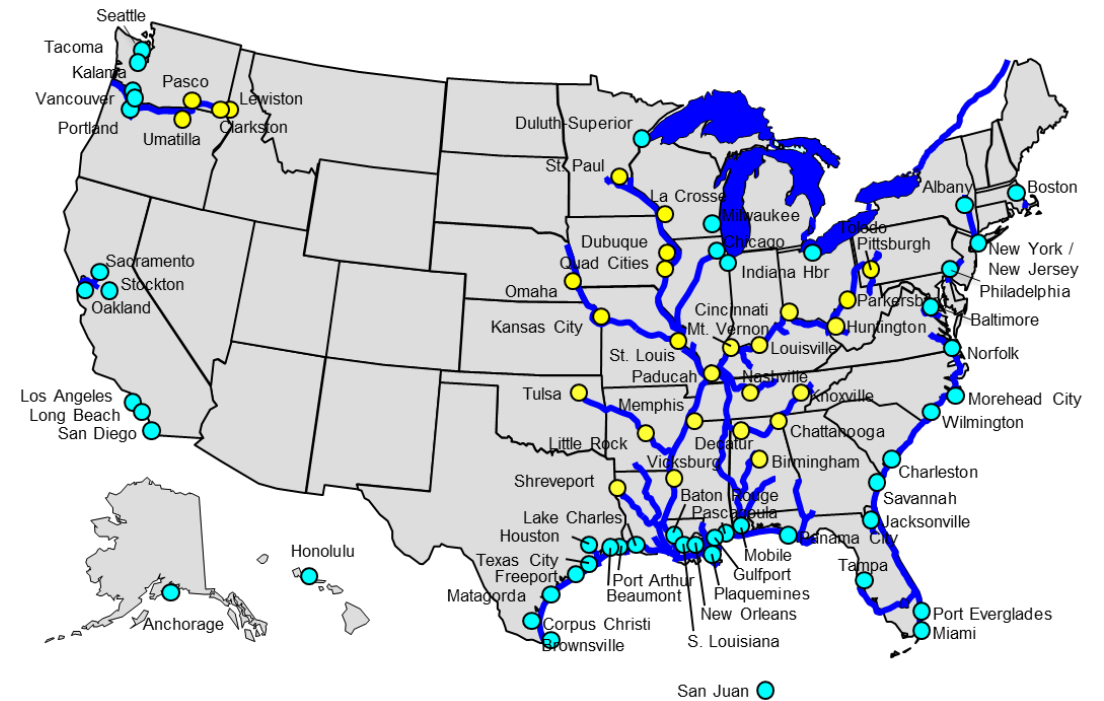 Seattle
Tacoma
Kalama
Pasco
Vancouver
Lewiston
Portland
Clarkston
Umatilla
Duluth-Superior
St. Paul
La Crosse
Milwaukee
Dubuque
Chicago
Quad Cities
Indiana Hbr
Toledo
Pittsburgh
Albany
Boston
New York /
New Jersey
Philadelphia
Baltimore
Sacramento
Stockton
Oakland
Omaha
Kansas City
Cincinnati
Mt. Vernon
Parkersb
Huntington
Louisville
St. Louis
Paducah
Norfolk
Los Angeles
Long Beach
San Diego
Tulsa
Memphis
Nashville
Knoxville
Morehead City
Wilmington
Little Rock
Decatur
Chattanooga
Vicksburg
Birmingham
Charleston
Shreveport
Baton Rouge
Savannah
Lake Charles
Pascagoula
Jacksonville
Houston
Panama City
Honolulu
Texas City
Mobile
Tampa
Freeport
Port Arthur
Gulfport
Matagorda
Beaumont
Plaquemines
Anchorage
Corpus Christi
New Orleans
Port Everglades
Brownsville
S. Louisiana
Miami
San Juan